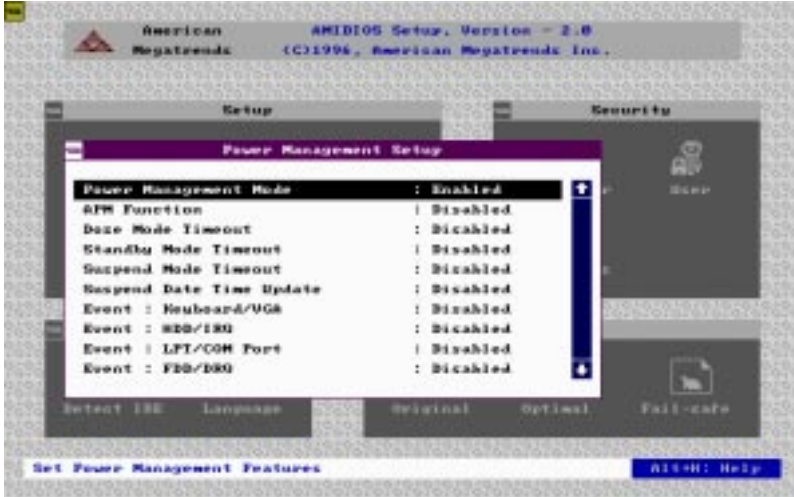 American AMIBIOS Setup, Version - 2.0
Megatrends (C)1996, American Megatrends Inc.
Setup
Security
Power Management Setup
Power Management Mode : Enabled
APM Function : Disabled
Doze Mode Timeout : Disabled
Standby Mode Timeout : Disabled
Suspend Mode Timeout : Disabled
Suspend Date Time Update : Disabled
Event : Keyboard/VGA : Disabled
Event : HDD/IRQ : Disabled
Event : LPT/COM Port : Disabled
Event : FDD/DRQ : Disabled
User
Detect IDE Language Original Optimal Fail-safe
Set Power Management Features Alt+H: Help